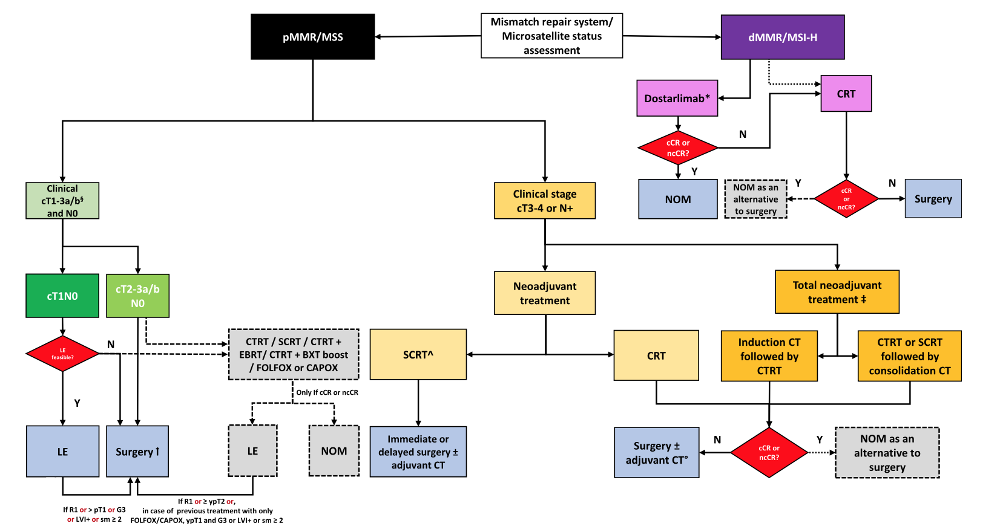 Mismatch repair system/
Microsatellite status
assessment
pMMR/MSS
dMMR/MSI-H
Dostarlimab*
CRT
cCR or
ncCR?
N
Y
NOM
NOM as an
alternative
to surgery
Y
cCR
or
ncCR?
N
Surgery
Clinical
cT1-3a/b§
and N0
Clinical stage
cT3-4 or N+
cT1N0
cT2-3a/b
N0
Neoadjuvant
treatment
Total neoadjuvant
treatment ‡
LE
feasible?
N
Y
CTRT / SCRT / CTRT +
EBRT/ CTRT + BXT boost
/ FOLFOX or CAPOX
Only If cCR or ncCR
SCRT^
CRT
Induction CT
followed by
CTRT
CTRT or SCRT
followed by
consolidation CT
LE
Surgery †
LE
NOM
Immediate or
delayed surgery ±
adjuvant CT
Surgery ±
adjuvant CT°
N
cCR or
ncCR?
Y
NOM as an
alternative to
surgery
If R1 or > pT1 or G3
or LVI+ or sm ≥ 2
If R1 or ≥ ypT2 or,
in case of previous treatment with only
FOLFOX/CAPOX, ypT1 and G3 or LVI+ or sm ≥ 2